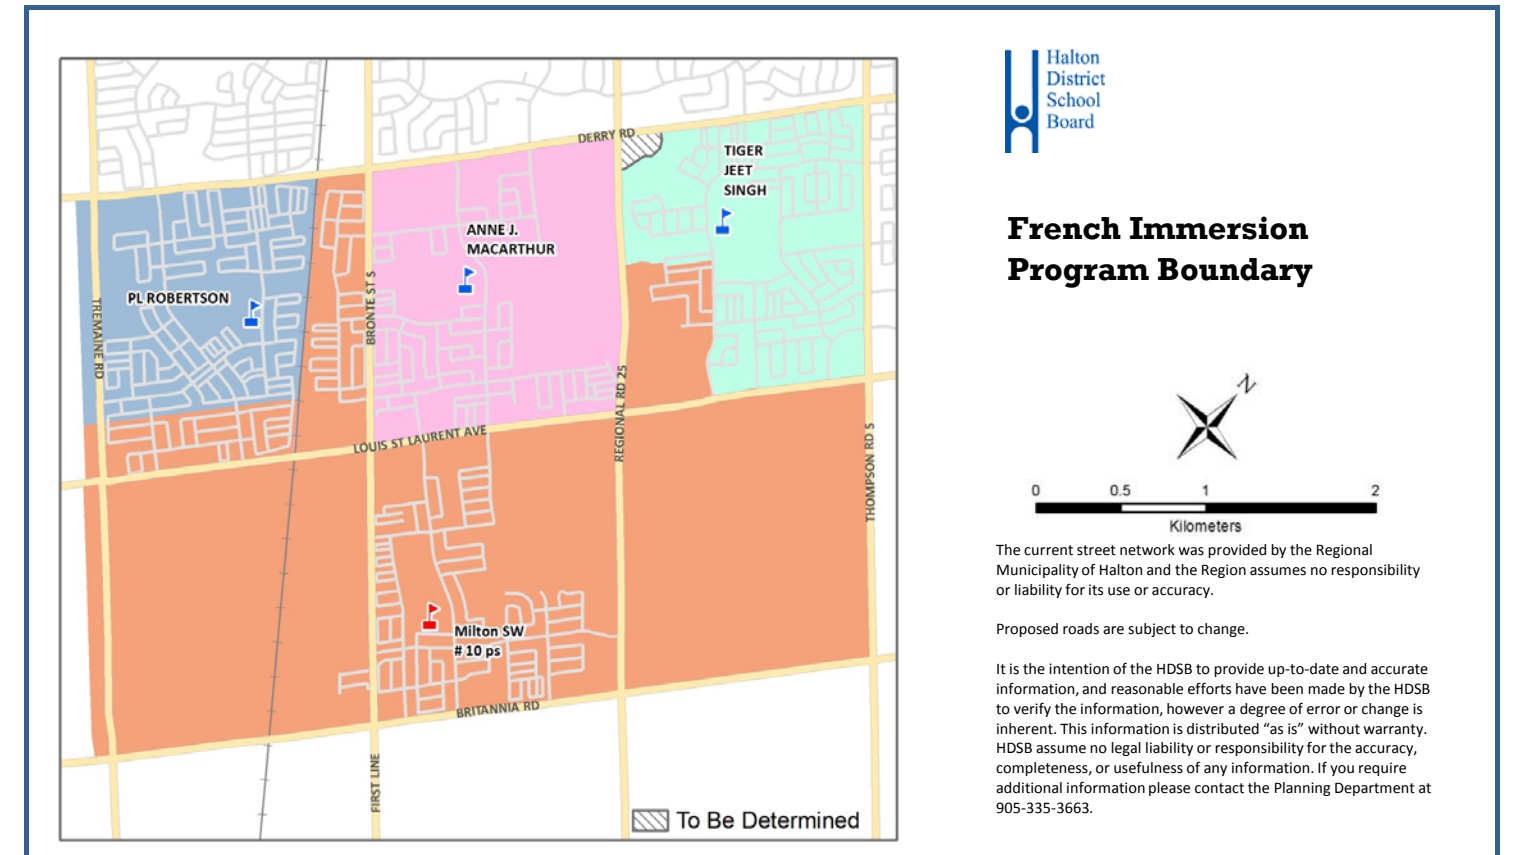 DERRY RD
TIGER
JEET
SINGH
ANNE J.
MACARTHUR
PL ROBERTSON
TREMAINE RD
BRONTE ST S
REGIONAL RD 25
LOUIS ST LAURENT AVE
THOMPSON RD S
Milton SW
# 10 ps
BRITANNIA RD
FIRST LINE
To Be Determined
Halton
District
School
Board
French Immersion
Program Boundary
N
0 0.5 1 2
Kilometers
The current street network was provided by the Regional
Municipality of Halton and the Region assumes no responsibility
or liability for its use or accuracy.
Proposed roads are subject to change.
It is the intention of the HDSB to provide up-to-date and accurate
information, and reasonable efforts have been made by the HDSB
to verify the information, however a degree of error or change is
inherent. This information is distributed “as is” without warranty.
HDSB assume no legal liability or responsibility for the accuracy,
completeness, or usefulness of any information. If you require
additional information please contact the Planning Department at
905-335-3663.